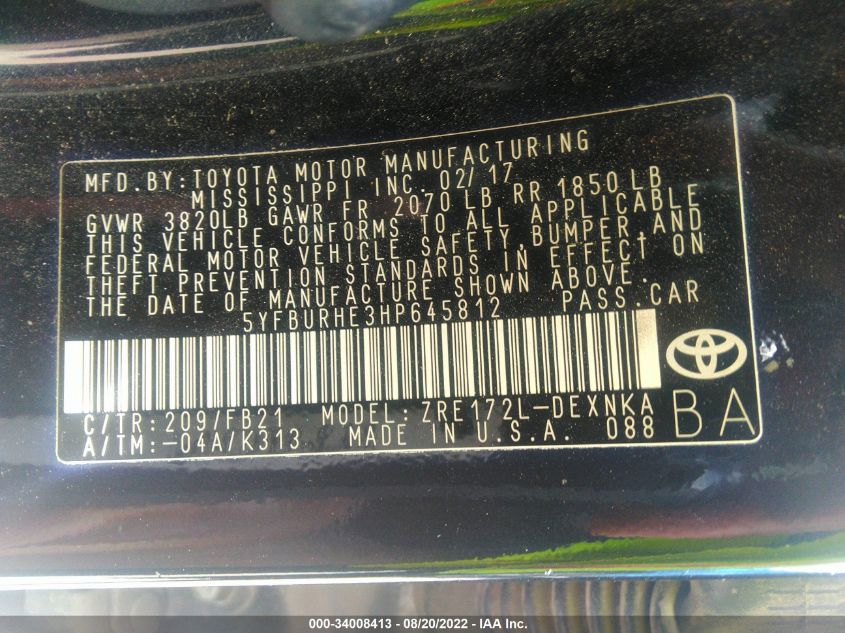 MFD.BY:TOYOTA MOTOR MANUFACTURING
MISSISSIPPI INC. 02/17
GVWR 3820LB GAWR FR 2070 LB RR 1850 LB
THIS VEHICLE CONFORMS TO ALL APPLICABLE
FEDERAL MOTOR VEHICLE SAFETY,BUMPER,AND
THEFT PREVENTION STANDARDS IN EFFECT ON
THE DATE OF MANUFACTURE SHOWN ABOVE.
5YFBURHE3HP645812 PASS.CAR
C/TR:209/FB21 MODEL:ZRE172L-DEXNKA
A/TM:-04A/K313 MADE IN U.S.A. 088
BA
000-34008413 - 08/20/2022 - IAA Inc.